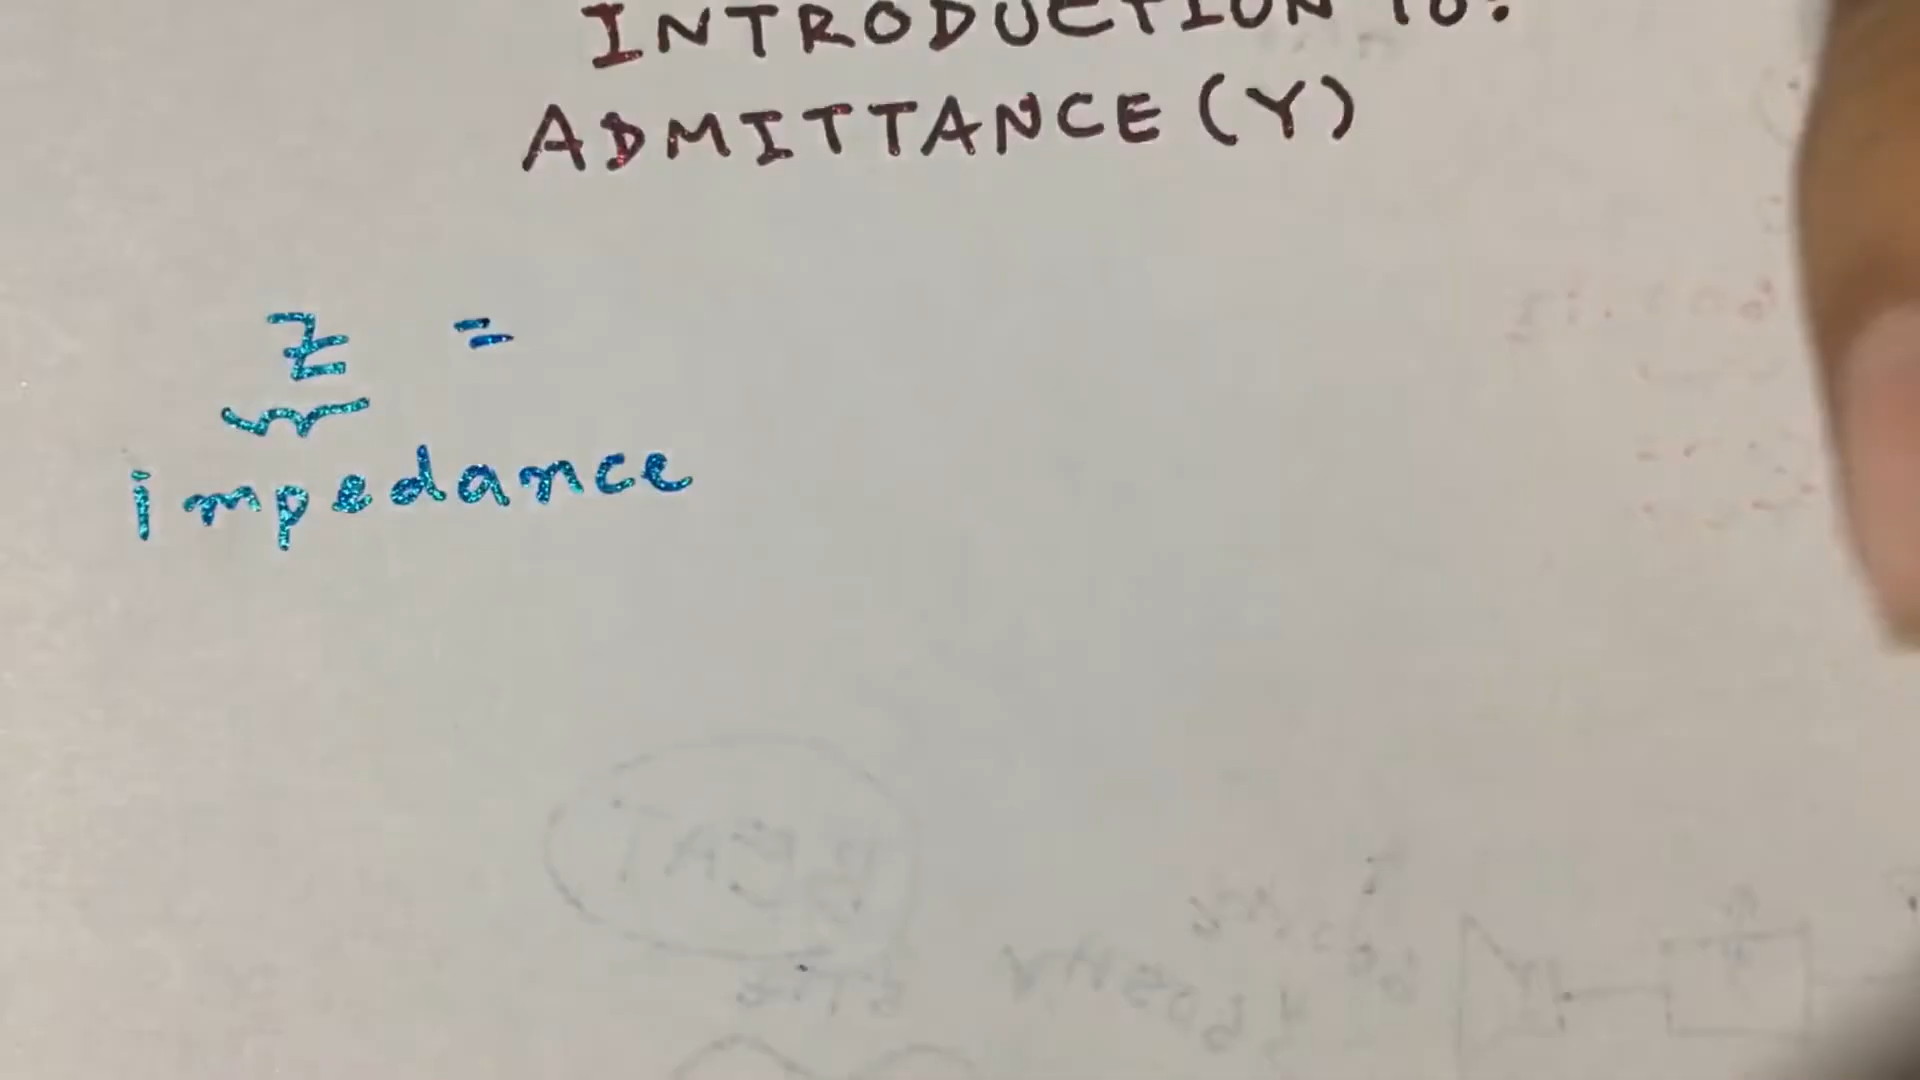 INTRODUCTION TO:
ADMITTANCE (Y)
Z =
impedance